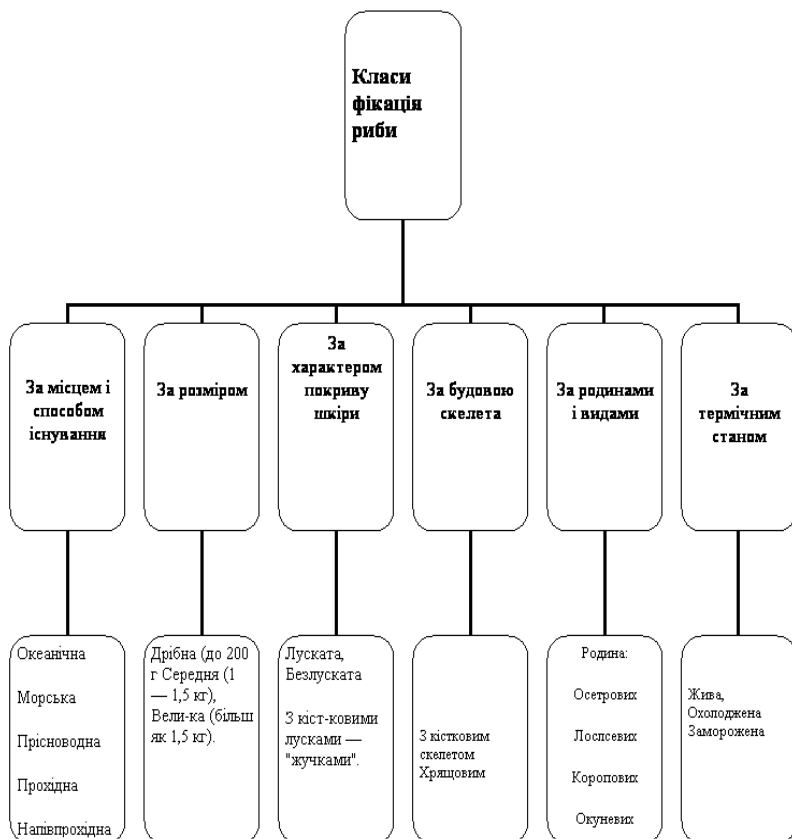 Класи
фікація
риби
За місцем і
способом
існування
За розміром
За
характером
покриву
шкіри
За будовою
скелета
За родинами
і видами
За
термічним
станом
Океанічна
Морська
Прісноводна
Прохідна
Напівпрохідна
Дрібна (до 200
г Середня (1
— 1,5 кг),
Вели-ка (більш
як 1,5 кг).
Луската,
Безлуската
З кіст-ковими
лусками —
"жучками".
З кістковим
скелетом
Хрящовим
Родина:
Осетрових
Лослсевих
Коропових
Окуневих
Жива,
Охолоджена
Заморожена